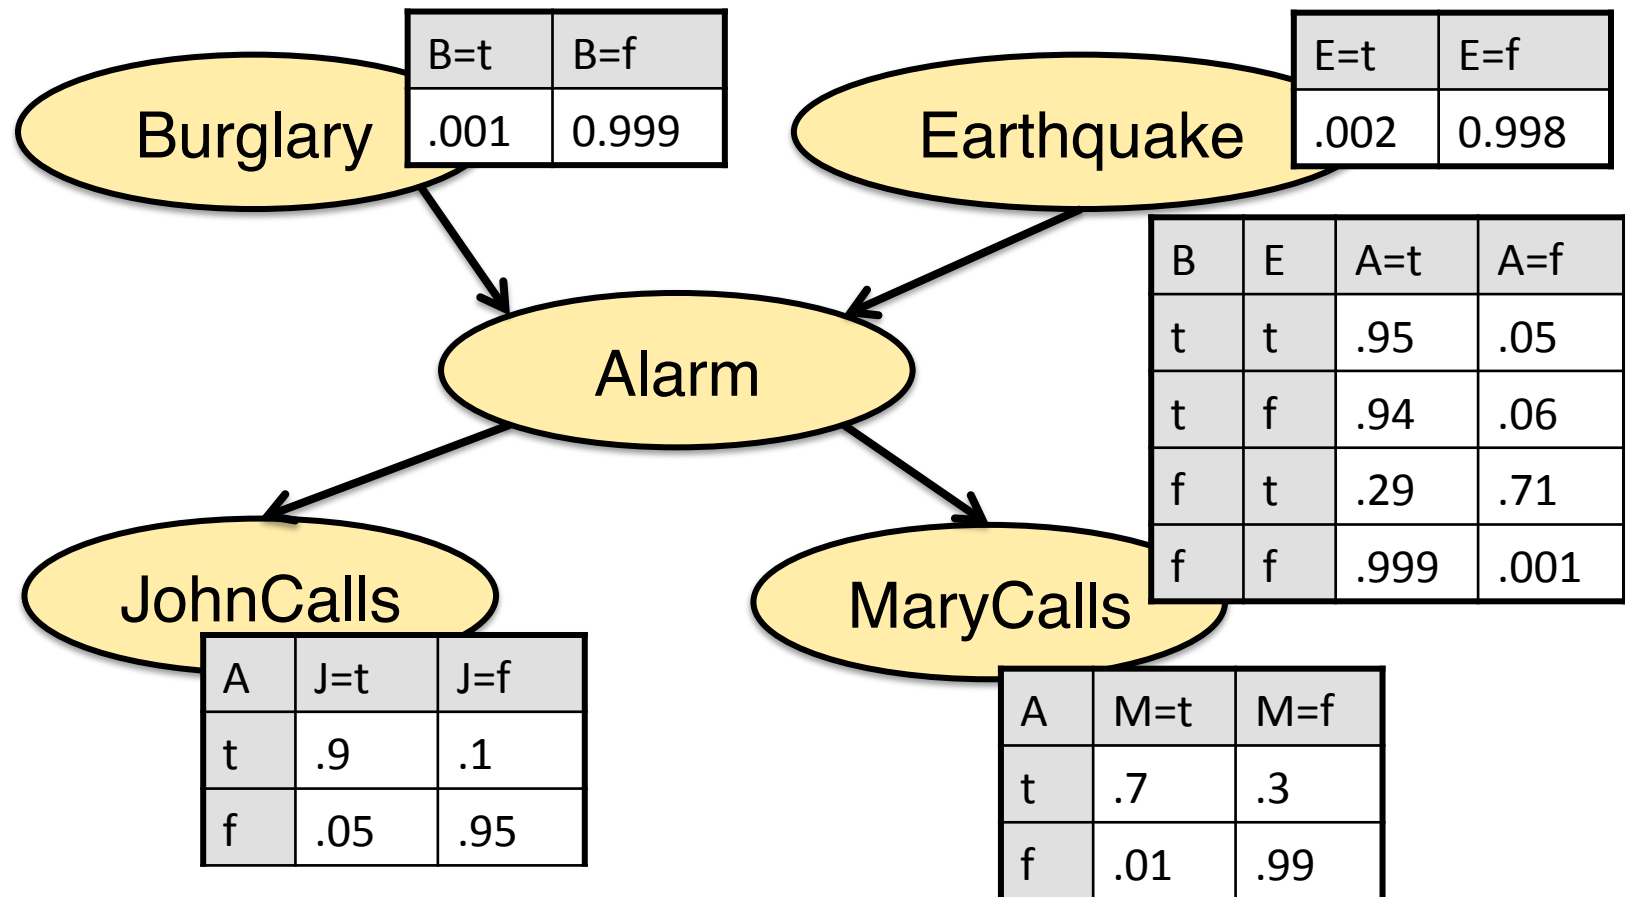 B=t B=f
.001 0.999
Burglary
E=t E=f
.002 0.998
Earthquake
B E A=t A=f
t t .95 .05
t f .94 .06
f t .29 .71
f f .999 .001
Alarm
JohnCalls
A J=t J=f
t .9 .1
f .05 .95
MaryCalls
A M=t M=f
t .7 .3
f .01 .99